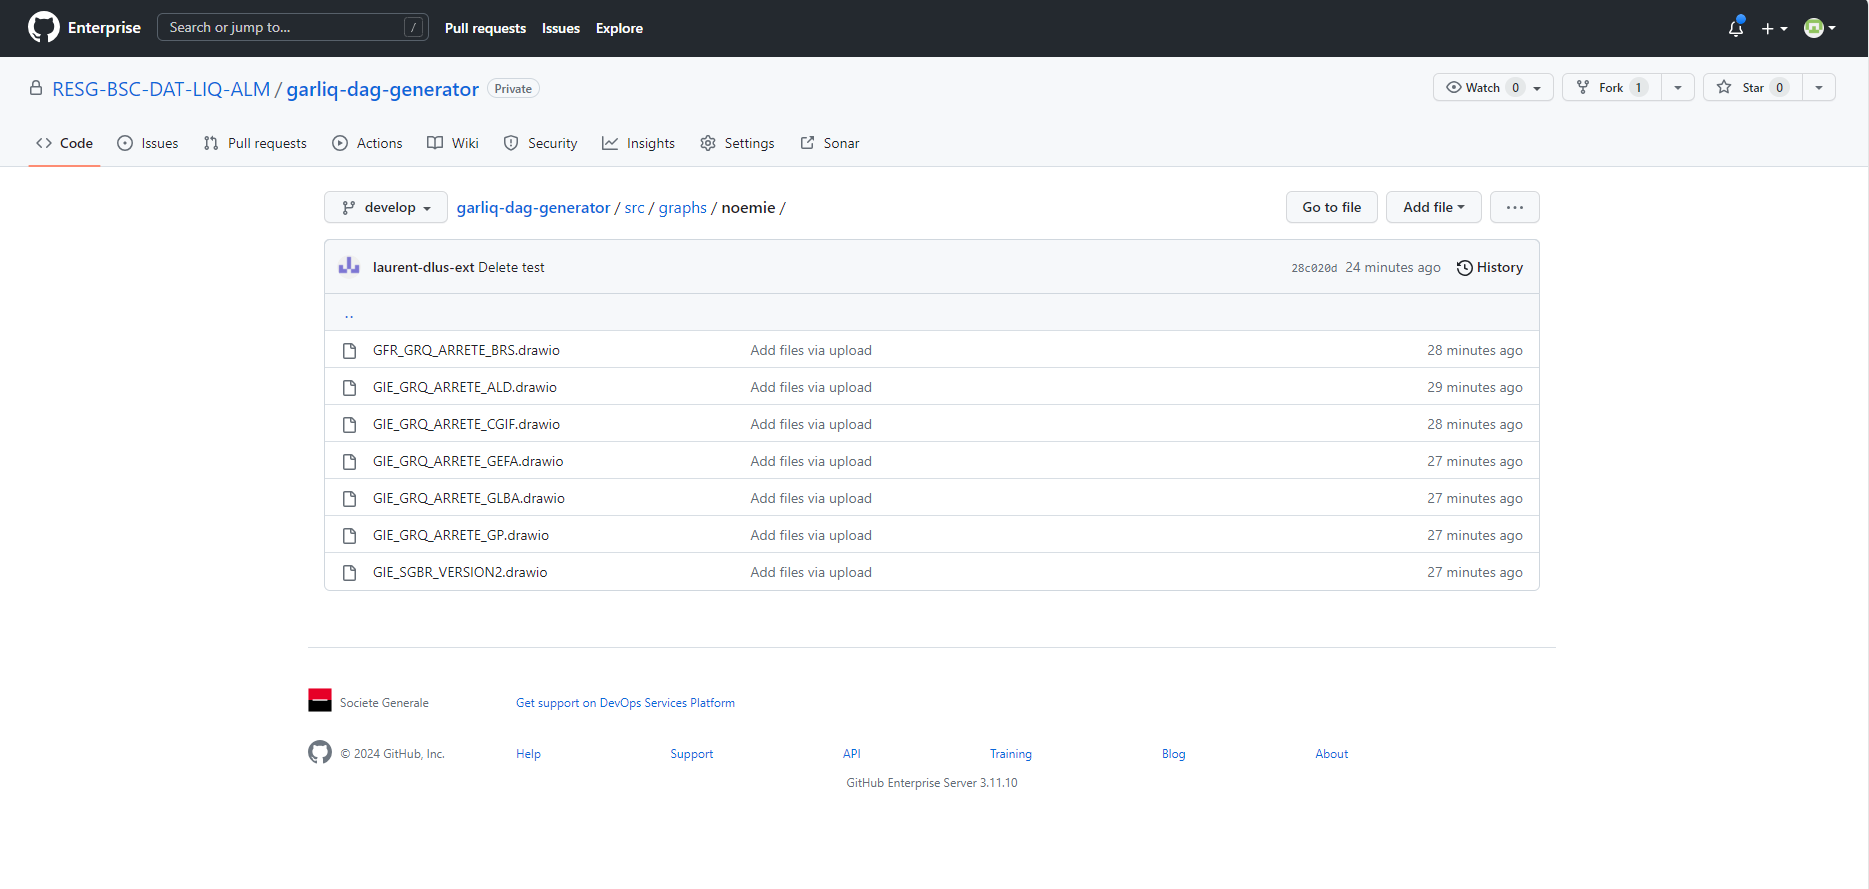 Enterprise Search or jump to... / Pull requests Issues Explore
RESG-BSC-DAT-LIQ-ALM / garliq-dag-generator Private Watch 0 Fork 1 Star 0
Code Issues Pull requests Actions Wiki Security Insights Settings Sonar
develop garliq-dag-generator / src / graphs / noemie / Go to file Add file ...
laurent-dlus-ext Delete test 28c020d 24 minutes ago History
..
GFR_GRQ_ARRETE_BRS.drawio Add files via upload 28 minutes ago
GIE_GRQ_ARRETE_ALD.drawio Add files via upload 29 minutes ago
GIE_GRQ_ARRETE_CGIF.drawio Add files via upload 28 minutes ago
GIE_GRQ_ARRETE_GEFA.drawio Add files via upload 27 minutes ago
GIE_GRQ_ARRETE_GLBA.drawio Add files via upload 27 minutes ago
GIE_GRQ_ARRETE_GP.drawio Add files via upload 27 minutes ago
GIE_SGBR_VERSION2.drawio Add files via upload 27 minutes ago
Societe Generale Get support on DevOps Services Platform
© 2024 GitHub, Inc. Help Support API Training Blog About
GitHub Enterprise Server 3.11.10